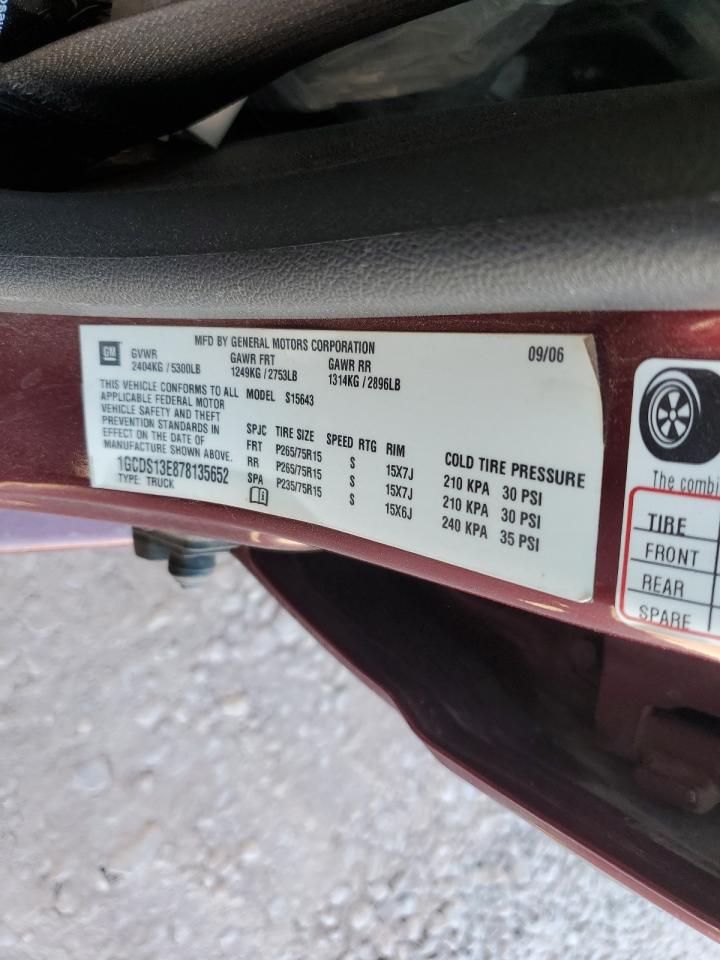 GM
MFD BY GENERAL MOTORS CORPORATION
09/06
GVWR GAWR FRT GAWR RR
2404KG / 5300LB 1249KG / 2753LB 1314KG / 2896LB
THIS VEHICLE CONFORMS TO ALL
APPLICABLE FEDERAL MOTOR
VEHICLE SAFETY AND THEFT
PREVENTION STANDARDS IN
EFFECT ON THE DATE OF
MANUFACTURE SHOWN ABOVE.
1GCDS13E878135652
TYPE: TRUCK
MODEL S15643
SPJC TIRE SIZE SPEED RTG RIM COLD TIRE PRESSURE
FRT P265/75R15 S 15X7J 210 KPA 30 PSI
RR P265/75R15 S 15X7J 210 KPA 30 PSI
SPA P235/75R15 S 15X6J 240 KPA 35 PSI
The combi
TIRE
FRONT
REAR
SPARE